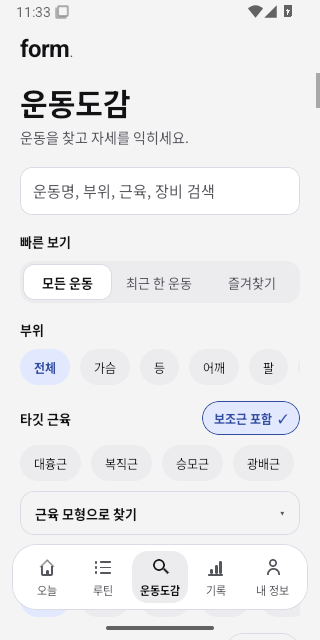 11:33
form.
운동도감
운동을 찾고 자세를 익히세요.
운동명, 부위, 근육, 장비 검색
빠른 보기
모든 운동 최근 한 운동 즐겨찾기
부위
전체 가슴 등 어깨 팔
타깃 근육 보조근 포함 ✓
대흉근 복직근 승모근 광배근
근육 모형으로 찾기
오늘 루틴 운동도감 기록 내 정보